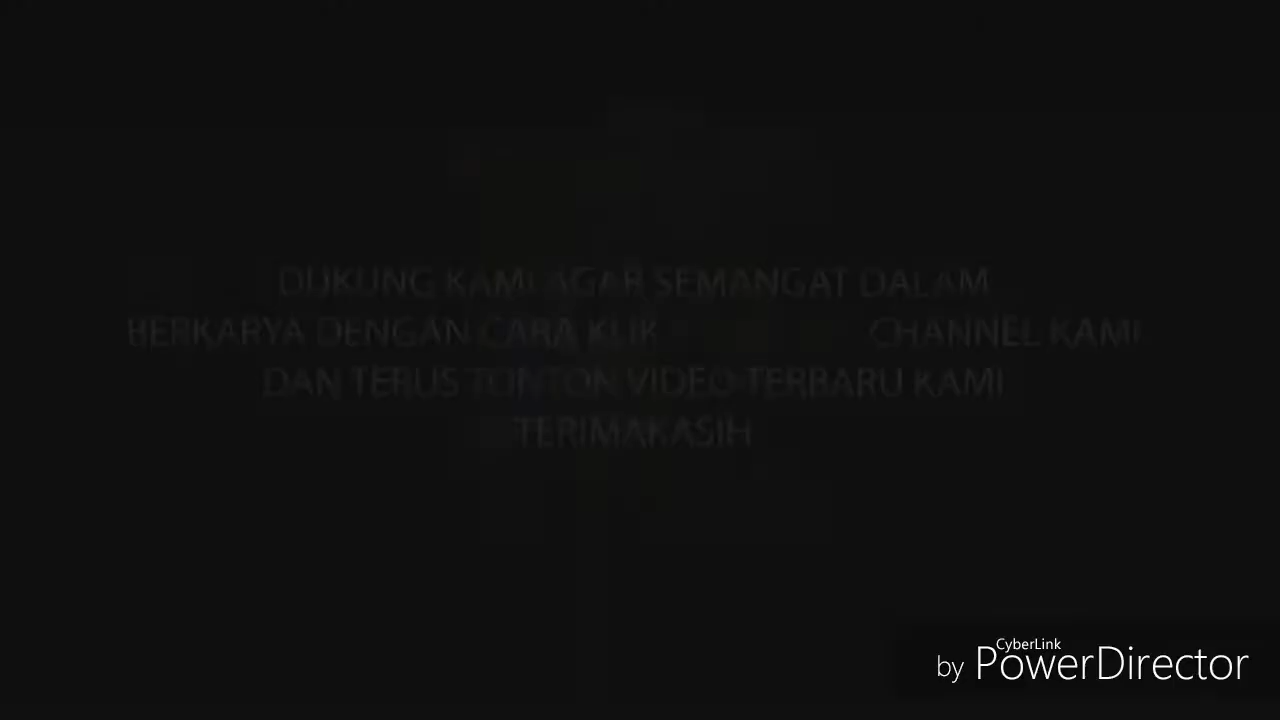 DUKUNG KAMI AGAR SEMANGAT DALAM
BERKARYA DENGAN CARA KLIK CHANNEL KAMI
DAN TERUS TONTON VIDEO TERBARU KAMI
TERIMAKASIH
CyberLink
by PowerDirector